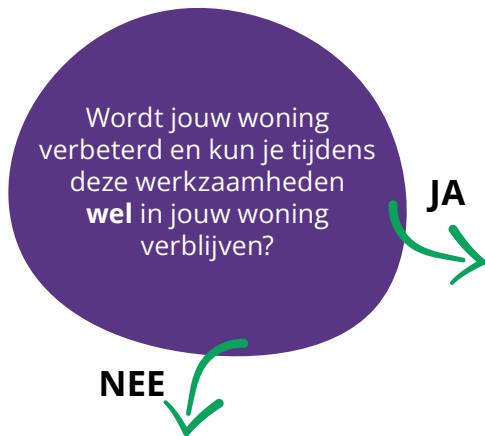 Wordt jouw woning
verbeterd en kun je tijdens
deze werkzaamheden
wel in jouw woning
verblijven?
JA
NEE